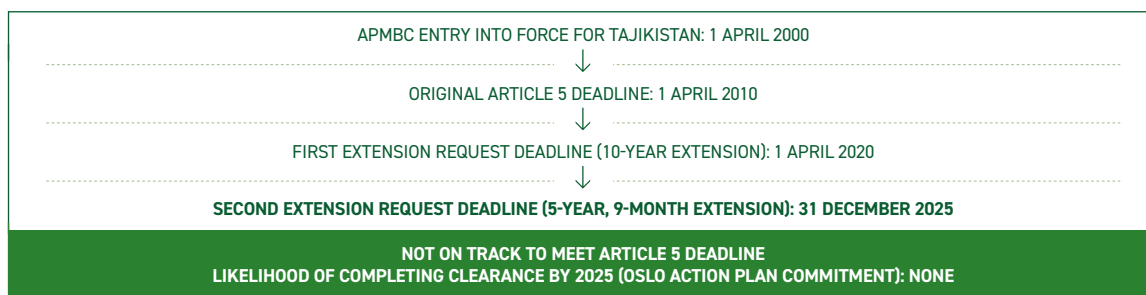 APMBC ENTRY INTO FORCE FOR TAJIKISTAN: 1 APRIL 2000
ORIGINAL ARTICLE 5 DEADLINE: 1 APRIL 2010
FIRST EXTENSION REQUEST DEADLINE (10-YEAR EXTENSION): 1 APRIL 2020
SECOND EXTENSION REQUEST DEADLINE (5-YEAR, 9-MONTH EXTENSION): 31 DECEMBER 2025
NOT ON TRACK TO MEET ARTICLE 5 DEADLINE
LIKELIHOOD OF COMPLETING CLEARANCE BY 2025 (OSLO ACTION PLAN COMMITMENT): NONE